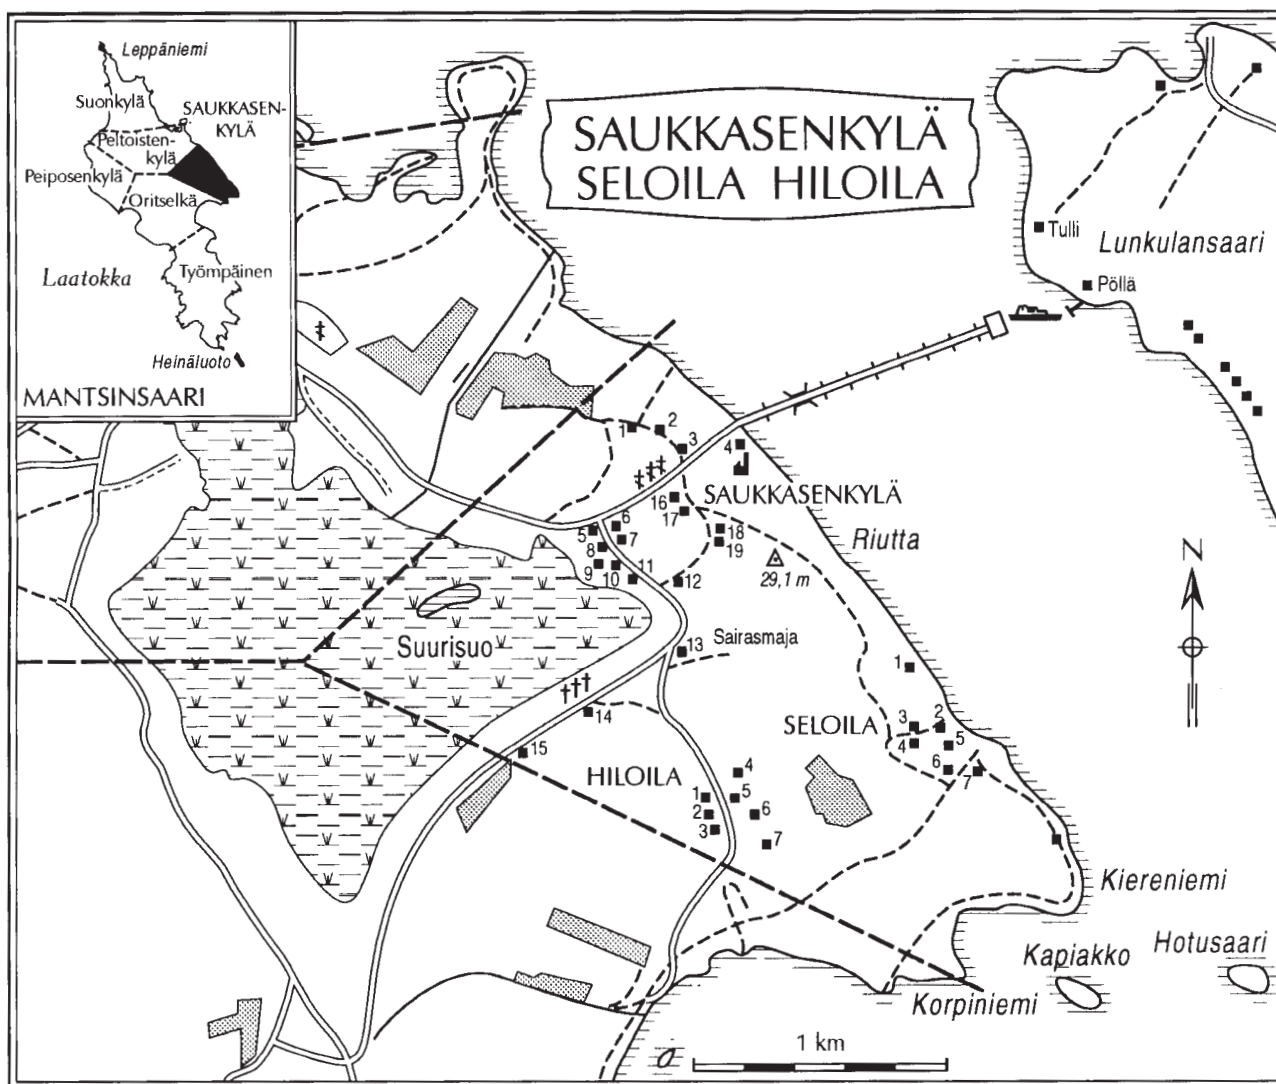 Leppäniemi
Suonkylä
SAUKKASEN-
KYLÄ
Peltoisten-
kylä
Peiposenkylä
Oritselkä
Laatokka
Työmpäinen
Heinäluoto
MANTSINSAARI
SAUKKASENKYLÄ
SELOILA HILOILA
Tulli
Lunkulansaari
Pöllä
1
2
3
4
16
SAUKKASENKYLÄ
17
5
6
7
18
19
8
Riutta
N
29,1 m
9
10
11
12
Suurisuo
13
Sairasmaja
1
14
SELOILA
3
2
4
5
15
6
7
HILOILA
4
1
5
2
6
3
7
Kiereniemi
Kapiakko
Hotusaari
Korpiniemi
1 km